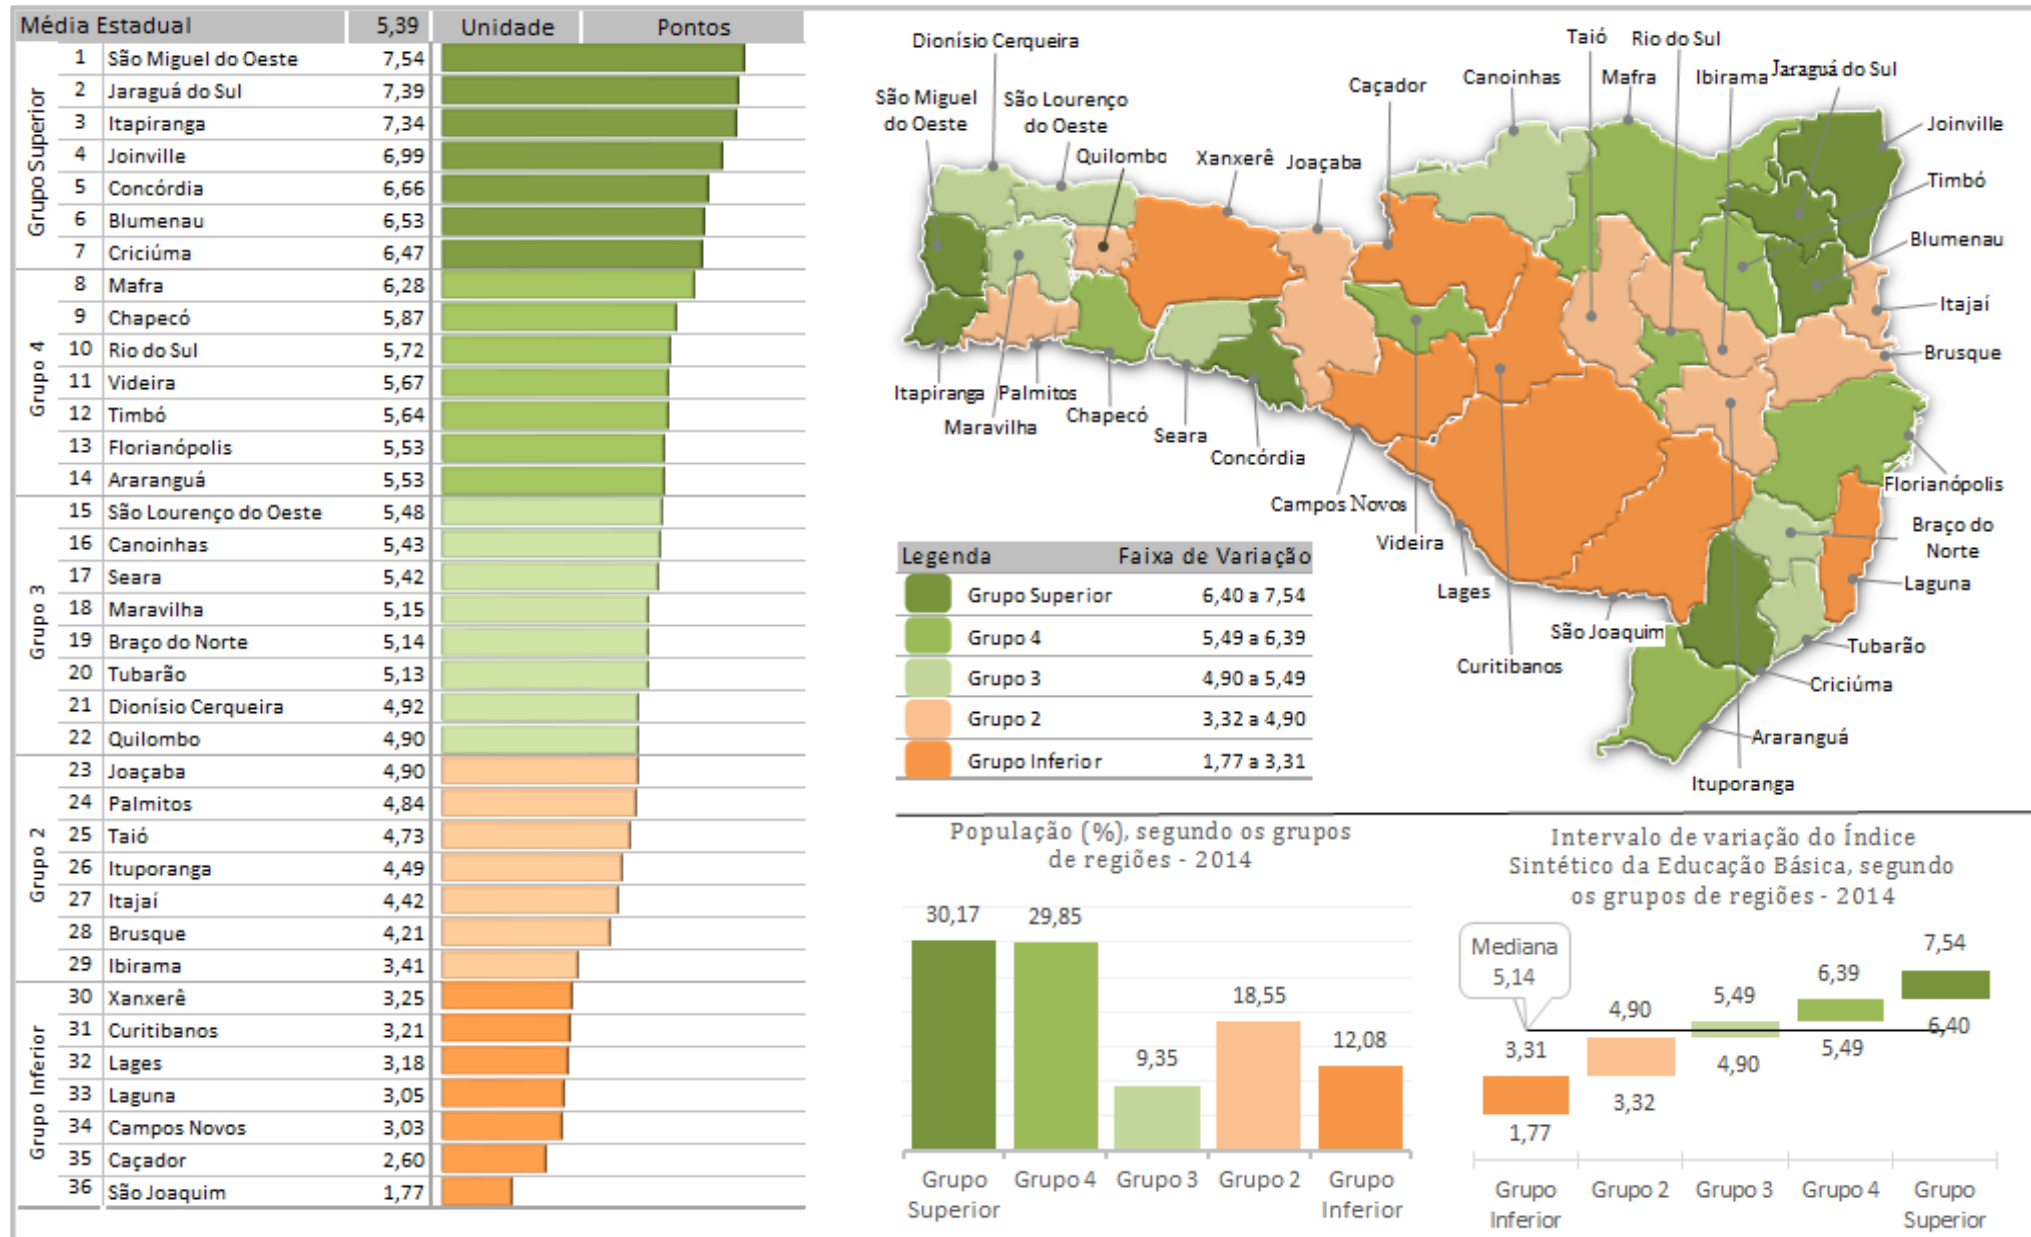 Média Estadual 5,39 Unidade Pontos
Grupo Superior
1 São Miguel do Oeste 7,54
2 Jaraguá do Sul 7,39
3 Itapiranga 7,34
4 Joinville 6,99
5 Concórdia 6,66
6 Blumenau 6,53
7 Criciúma 6,47
Grupo 4
8 Mafra 6,28
9 Chapecó 5,87
10 Rio do Sul 5,72
11 Videira 5,67
12 Timbó 5,64
13 Florianópolis 5,53
14 Araranguá 5,53
Grupo 3
15 São Lourenço do Oeste 5,48
16 Canoinhas 5,43
17 Seara 5,42
18 Maravilha 5,15
19 Braço do Norte 5,14
20 Tubarão 5,13
21 Dionísio Cerqueira 4,92
22 Quilombo 4,90
Grupo 2
23 Joaçaba 4,90
24 Palmitos 4,84
25 Taió 4,73
26 Ituporanga 4,49
27 Itajaí 4,42
28 Brusque 4,21
29 Ibirama 3,41
Grupo Inferior
30 Xanxerê 3,25
31 Curitibanos 3,21
32 Lages 3,18
33 Laguna 3,05
34 Campos Novos 3,03
35 Caçador 2,60
36 São Joaquim 1,77
Dionísio Cerqueira
São Miguel
do Oeste
São Lourenço
do Oeste
Quilombo
Xanxerê
Joaçaba
Caçador
Canoinhas
Taió
Mafra
Rio do Sul
Ibirama
Jaraguá do Sul
Joinville
Timbó
Blumenau
Itajaí
Brusque
Florianópolis
Braço do
Norte
Laguna
Tubarão
Criciúma
Araranguá
Ituporanga
Curitibanos
São Joaquim
Lages
Videira
Campos Novos
Concórdia
Seara
Chapecó
Maravilha
Palmitos
Itapiranga
Legenda Faixa de Variação
Grupo Superior 6,40 a 7,54
Grupo 4 5,49 a 6,39
Grupo 3 4,90 a 5,49
Grupo 2 3,32 a 4,90
Grupo Inferior 1,77 a 3,31
População (%), segundo os grupos
de regiões - 2014
30,17
29,85
9,35
18,55
12,08
Grupo
Superior
Grupo 4
Grupo 3
Grupo 2
Grupo
Inferior
Intervalo de variação do Índice
Sintético da Educação Básica, segundo
os grupos de regiões - 2014
Mediana
5,14
3,31
1,77
4,90
3,32
5,49
4,90
6,39
5,49
7,54
6,40
Grupo
Inferior
Grupo 2
Grupo 3
Grupo 4
Grupo
Superior